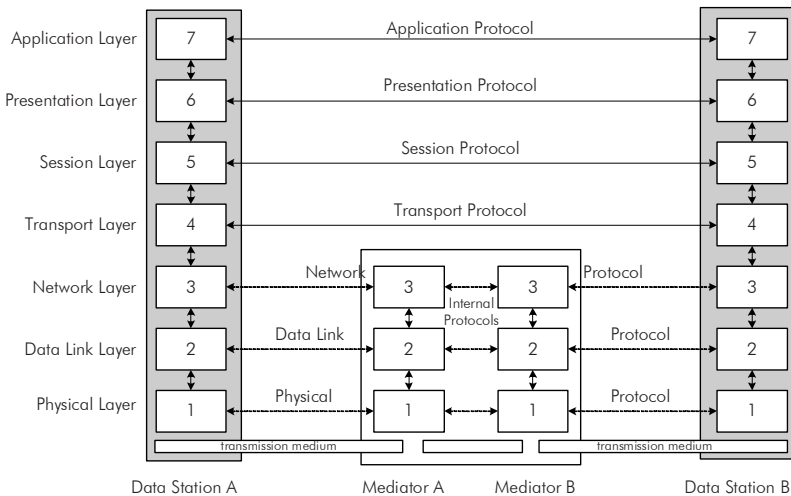 Application Layer 7 Application Protocol 7
Presentation Layer 6 Presentation Protocol 6
Session Layer 5 Session Protocol 5
Transport Layer 4 Transport Protocol 4
Network Layer 3 Network 3 3 Protocol 3
Internal
Protocols
Data Link Layer 2 Data Link 2 2 Protocol 2
Physical Layer 1 Physical 1 1 Protocol 1
transmission medium transmission medium
Data Station A Mediator A Mediator B Data Station B